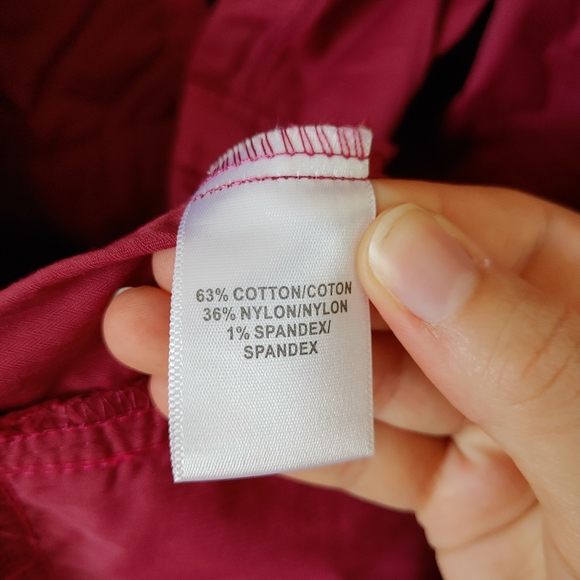 63% COTTON/COTON
36% NYLON/NYLON
1% SPANDEX/
SPANDEX